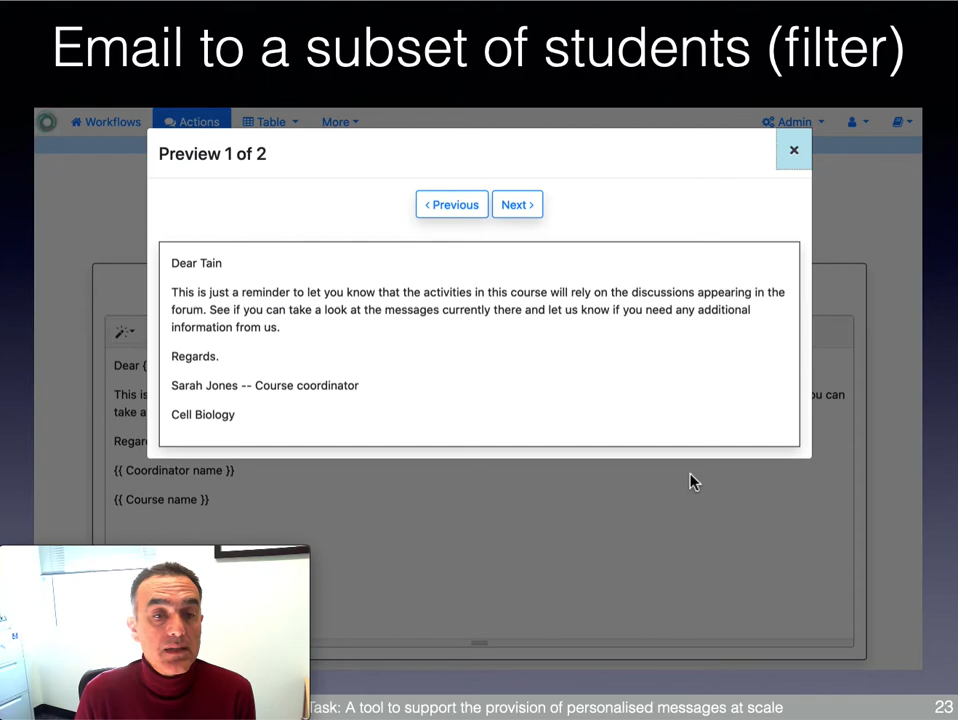 Email to a subset of students (filter)
Workflows Actions Table More Admin
Preview 1 of 2
×
‹ Previous Next ›
Dear Tain
This is just a reminder to let you know that the activities in this course will rely on the discussions appearing in the
forum. See if you can take a look at the messages currently there and let us know if you need any additional
information from us.
Regards.
Sarah Jones -- Course coordinator
Cell Biology
Dear {
This is
ou can
take a
Regar
{{ Coordinator name }}
{{ Course name }}
Task: A tool to support the provision of personalised messages at scale
23